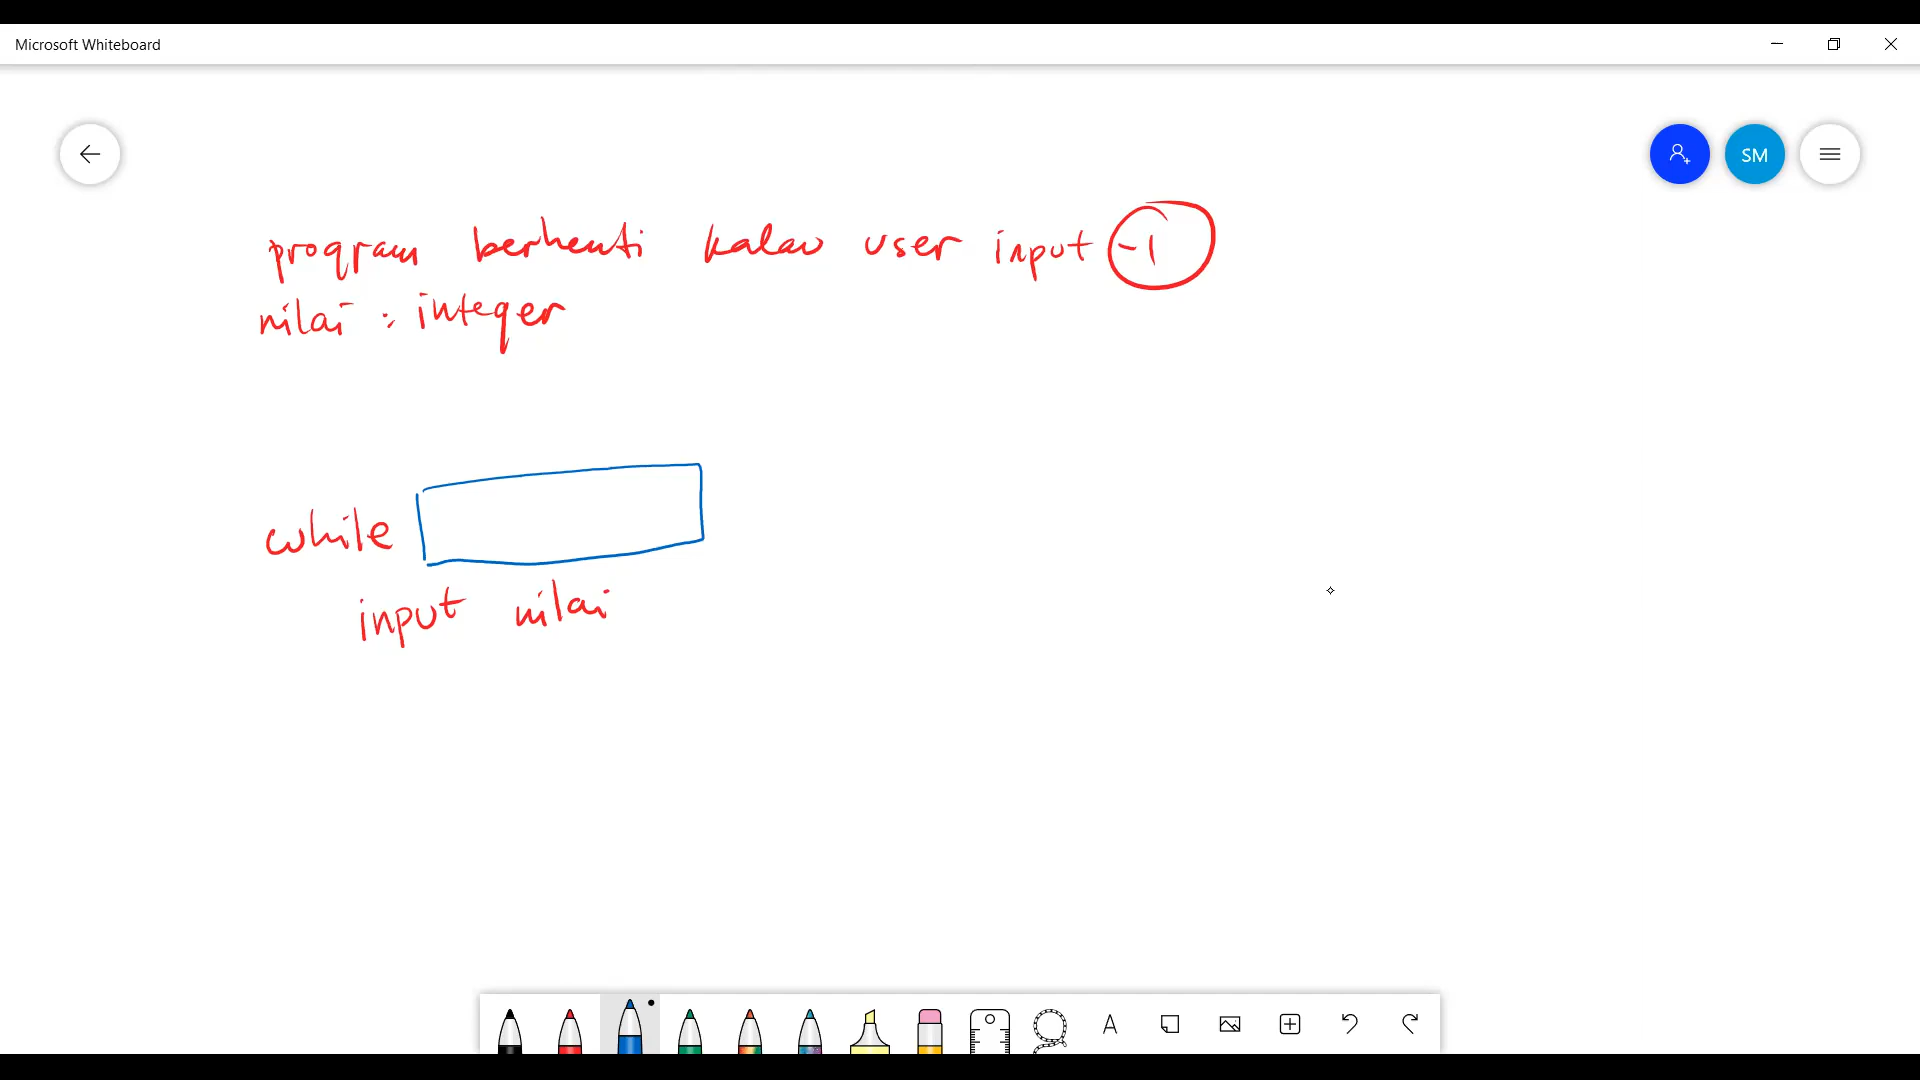 Microsoft Whiteboard
SM
program berhenti kalau user input -1
nilai : integer
while
input nilai
A